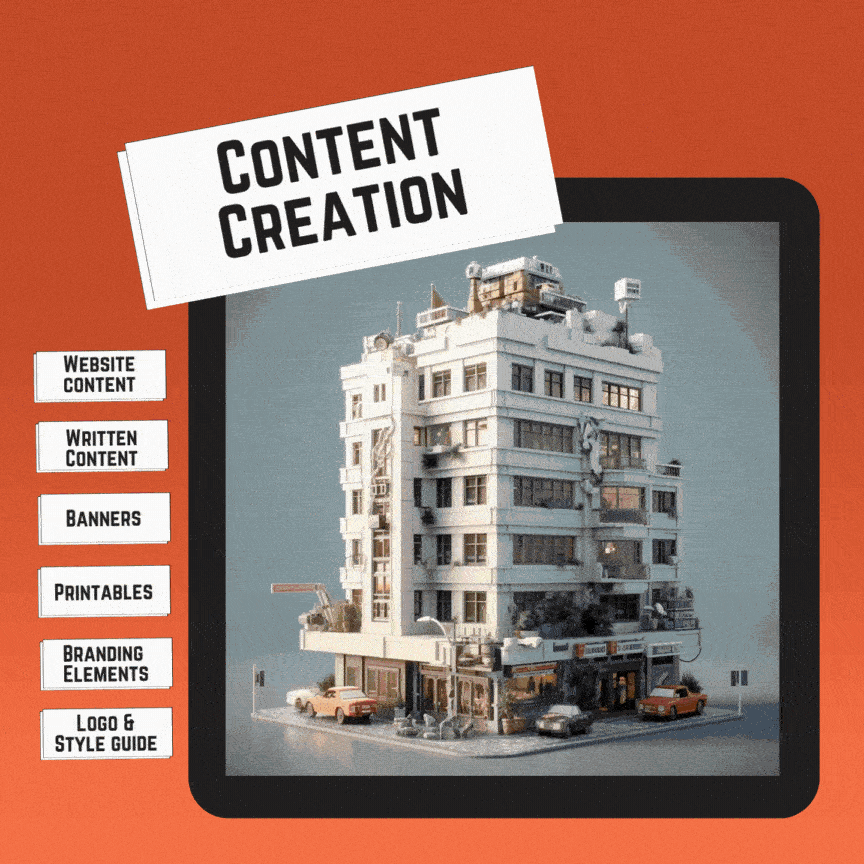 Content
Creation
Website
content
Written
Content
Banners
Printables
Branding
Elements
Logo &
Style guide